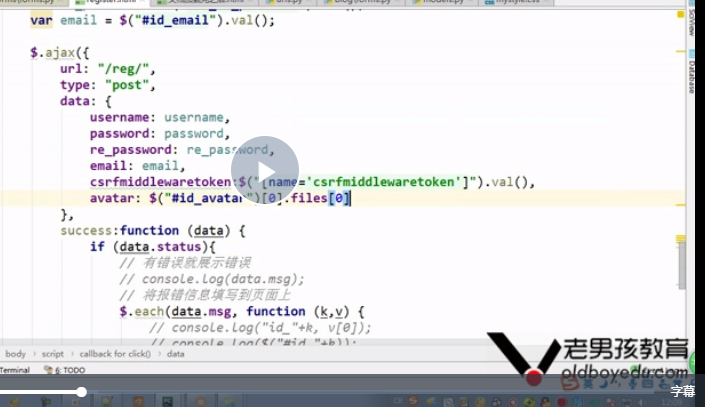 register.html
var email = $("#id_email").val();
$.ajax({
url: "/reg/",
type: "post",
data: {
username: username,
password: password,
re_password: re_password,
email: email,
csrfmiddlewaretoken:$("[name='csrfmiddlewaretoken']").val(),
avatar: $("#id_avatar")[0].files[0]
},
success:function (data) {
if (data.status){
// 有错误就展示错误
// console.log(data.msg);
// 将报错信息填写到页面上
$.each(data.msg, function (k,v) {
// console.log("id_"+k, v[0]);
// console.log($("#id_"+k));
body › script › callback for click() › data
Terminal
6: TODO
SciView
Database
老男孩教育
oldboyedu.com
字幕